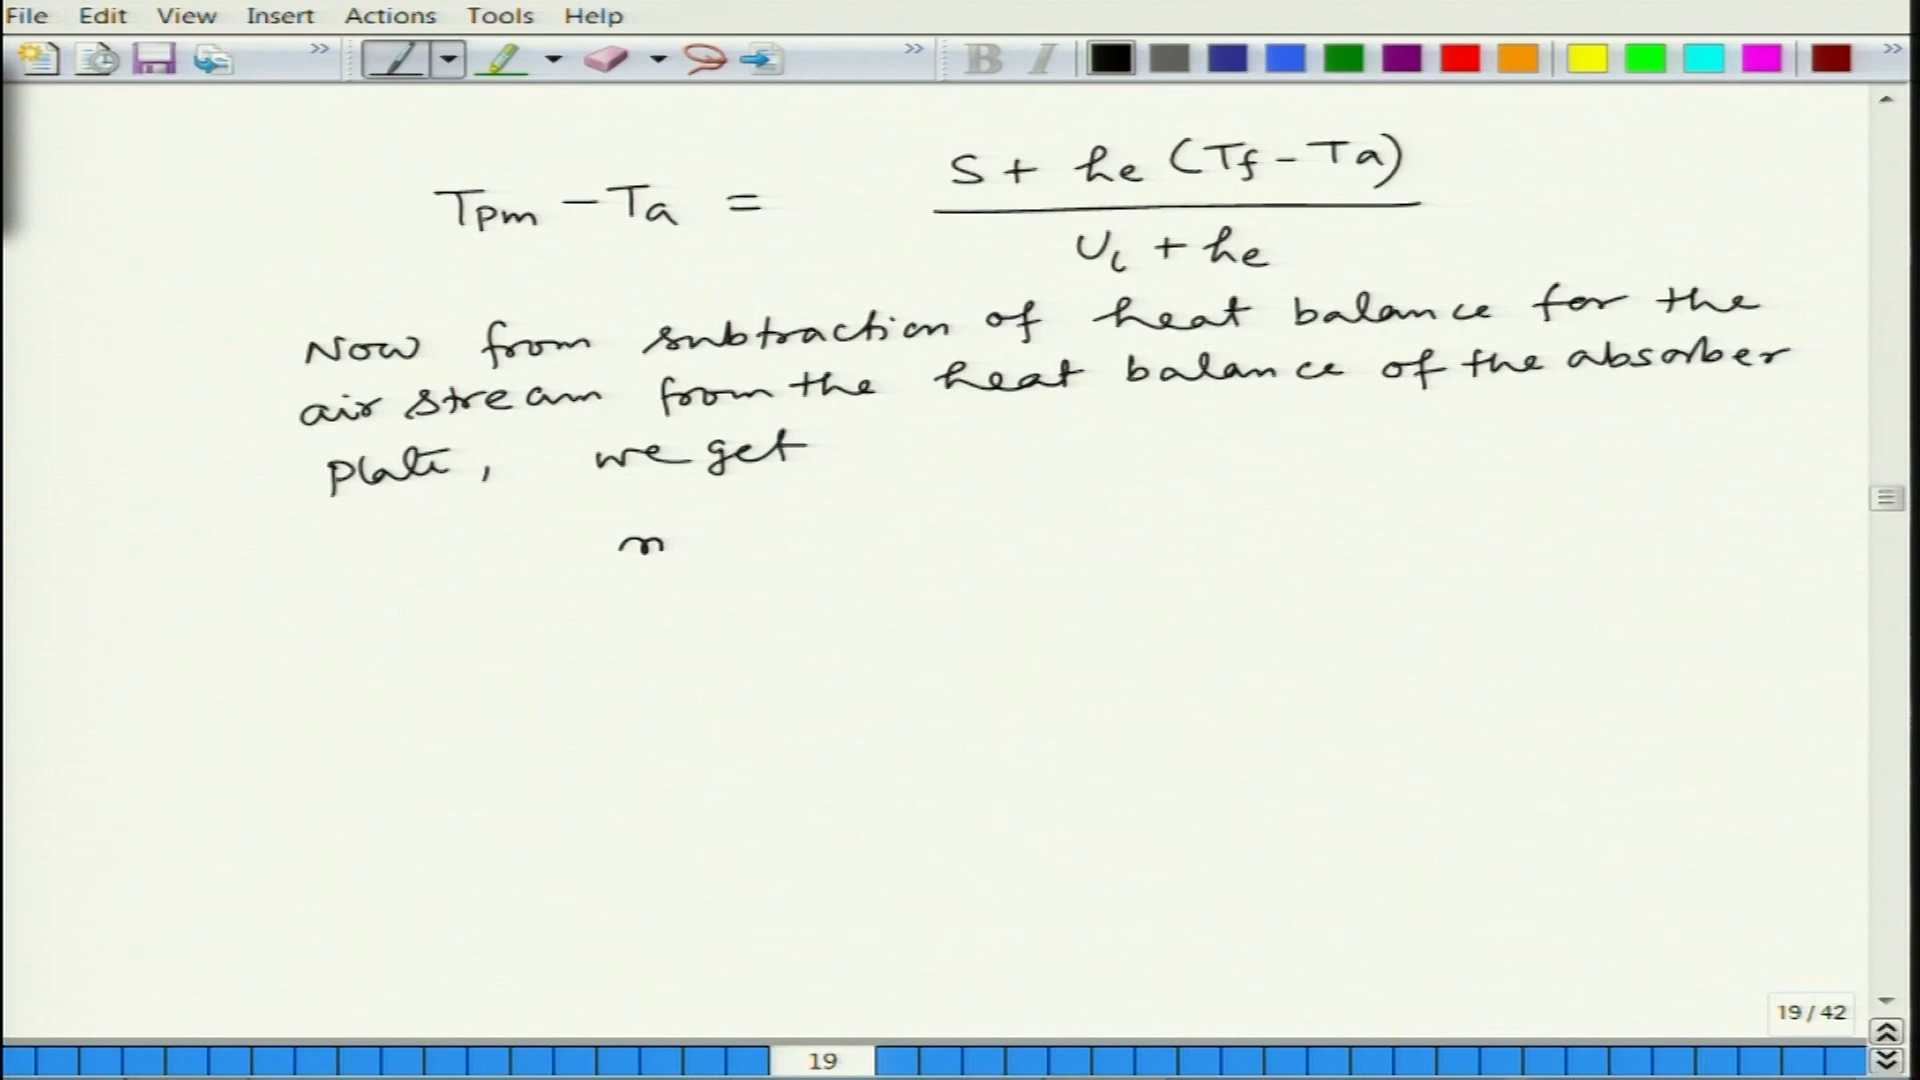 File Edit View Insert Actions Tools Help
B I
Tpm - Ta = (S + he (Tf - Ta)) / (Ul + he)
Now from subtraction of heat balance for the
air stream from the heat balance of the absorber
plate, we get
m
19 / 42
19